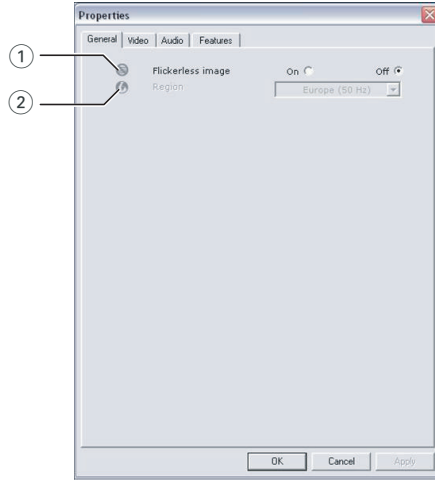 Properties
General Video Audio Features
1 Flickerless image On Off
2 Region Europe (50 Hz)
OK Cancel Apply